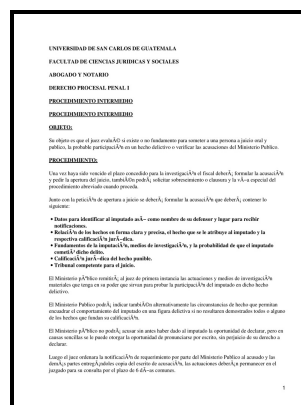 UNIVERSIDAD DE SAN CARLOS DE GUATEMALA
FACULTAD DE CIENCIAS JURIDICAS Y SOCIALES
ABOGADO Y NOTARIO
DERECHO PROCESAL PENAL I
PROCEDIMIENTO INTERMEDIO
PROCEDIMIENTO INTERMEDIO
OBJETO:
Su objeto es que el juez evaluÃ© si existe o no fundamento para someter a una persona a juicio oral y
publico, la probable participaciÃ³n en un hecho delictivo o verificar las acusaciones del Ministerio Publico.
PROCEDIMIENTO:
Una vez haya sido vencido el plazo concedido para la investigaciÃ³n el fiscal deberÃ¡ formular la acusaciÃ³n
y pedir la apertura del juicio, tambiÃ©n podrÃ¡ solicitar sobreseimiento o clausura y la vÃ­a especial del
procedimiento abreviado cuando proceda.
Junto con la peticiÃ³n de apertura a juicio se deberÃ¡ formular la acusaciÃ³n que deberÃ¡ contener lo
siguiente:
• Datos para identificar al imputado asÃ­ como nombre de su defensor y lugar para recibir
notificaciones.
• RelaciÃ³n de los hechos en forma clara y precisa, el hecho que se le atribuye al imputado y la
respectiva calificaciÃ³n jurÃ­dica.
• Fundamentos de la imputaciÃ³n, medios de investigaciÃ³n, y la probabilidad de que el imputado
cometiÃ³ dicho delito.
• CalificaciÃ³n jurÃ­dica del hecho punible.
• Tribunal competente para el juicio.
El Ministerio pÃºblico remitirÃ¡ al juez de primera instancia las actuaciones y medios de investigaciÃ³n
materiales que tenga en su poder que sirvan para probar la participaciÃ³n del imputado en dicho hecho
delictivo.
El Ministerio Publico podrÃ¡ indicar tambiÃ©n alternativamente las circunstancias de hecho que permitan
encuadrar el comportamiento del imputado en una figura delictiva si no resultaren demostrados todos o alguno
de los hechos que fundan su calificaciÃ³n.
El Ministerio pÃºblico no podrÃ¡ acusar sin antes haber dado al imputado la oportunidad de declarar, pero en
causas sencillas se le puede otorgar la oportunidad de pronunciarse por escrito, sin perjuicio de su derecho a
declarar.
Luego el juez ordenara la notificaciÃ³n de requerimiento por parte del Ministerio Publico al acusado y las
demÃ¡s partes entregÃ¡ndoles copia del escrito de acusaciÃ³n, las actuaciones deberÃ¡n permanecer en el
juzgado para su consulta por el plazo de 6 dÃ­as comunes.
1